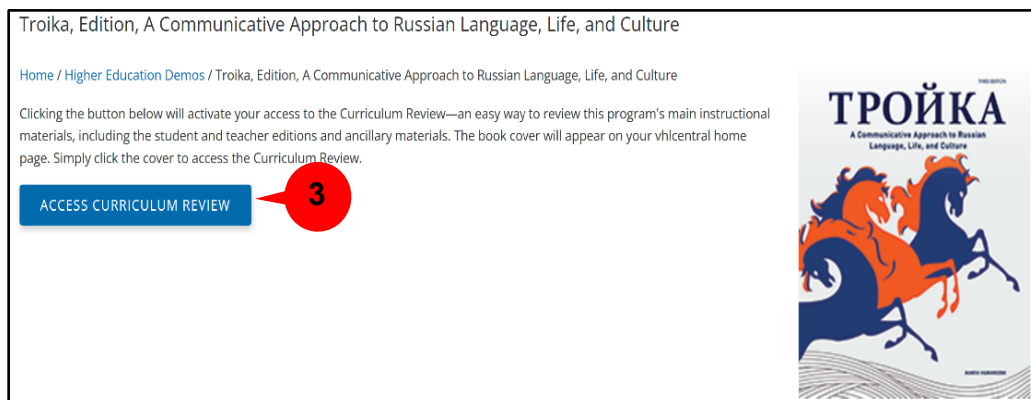 Troika, Edition, A Communicative Approach to Russian Language, Life, and Culture
Home / Higher Education Demos / Troika, Edition, A Communicative Approach to Russian Language, Life, and Culture
Clicking the button below will activate your access to the Curriculum Review—an easy way to review this program's main instructional
materials, including the student and teacher editions and ancillary materials. The book cover will appear on your vhlcentral home
page. Simply click the cover to access the Curriculum Review.
ACCESS CURRICULUM REVIEW
3
THIRD EDITION
ТРОЙКА
A Communicative Approach to Russian
Language, Life, and Culture